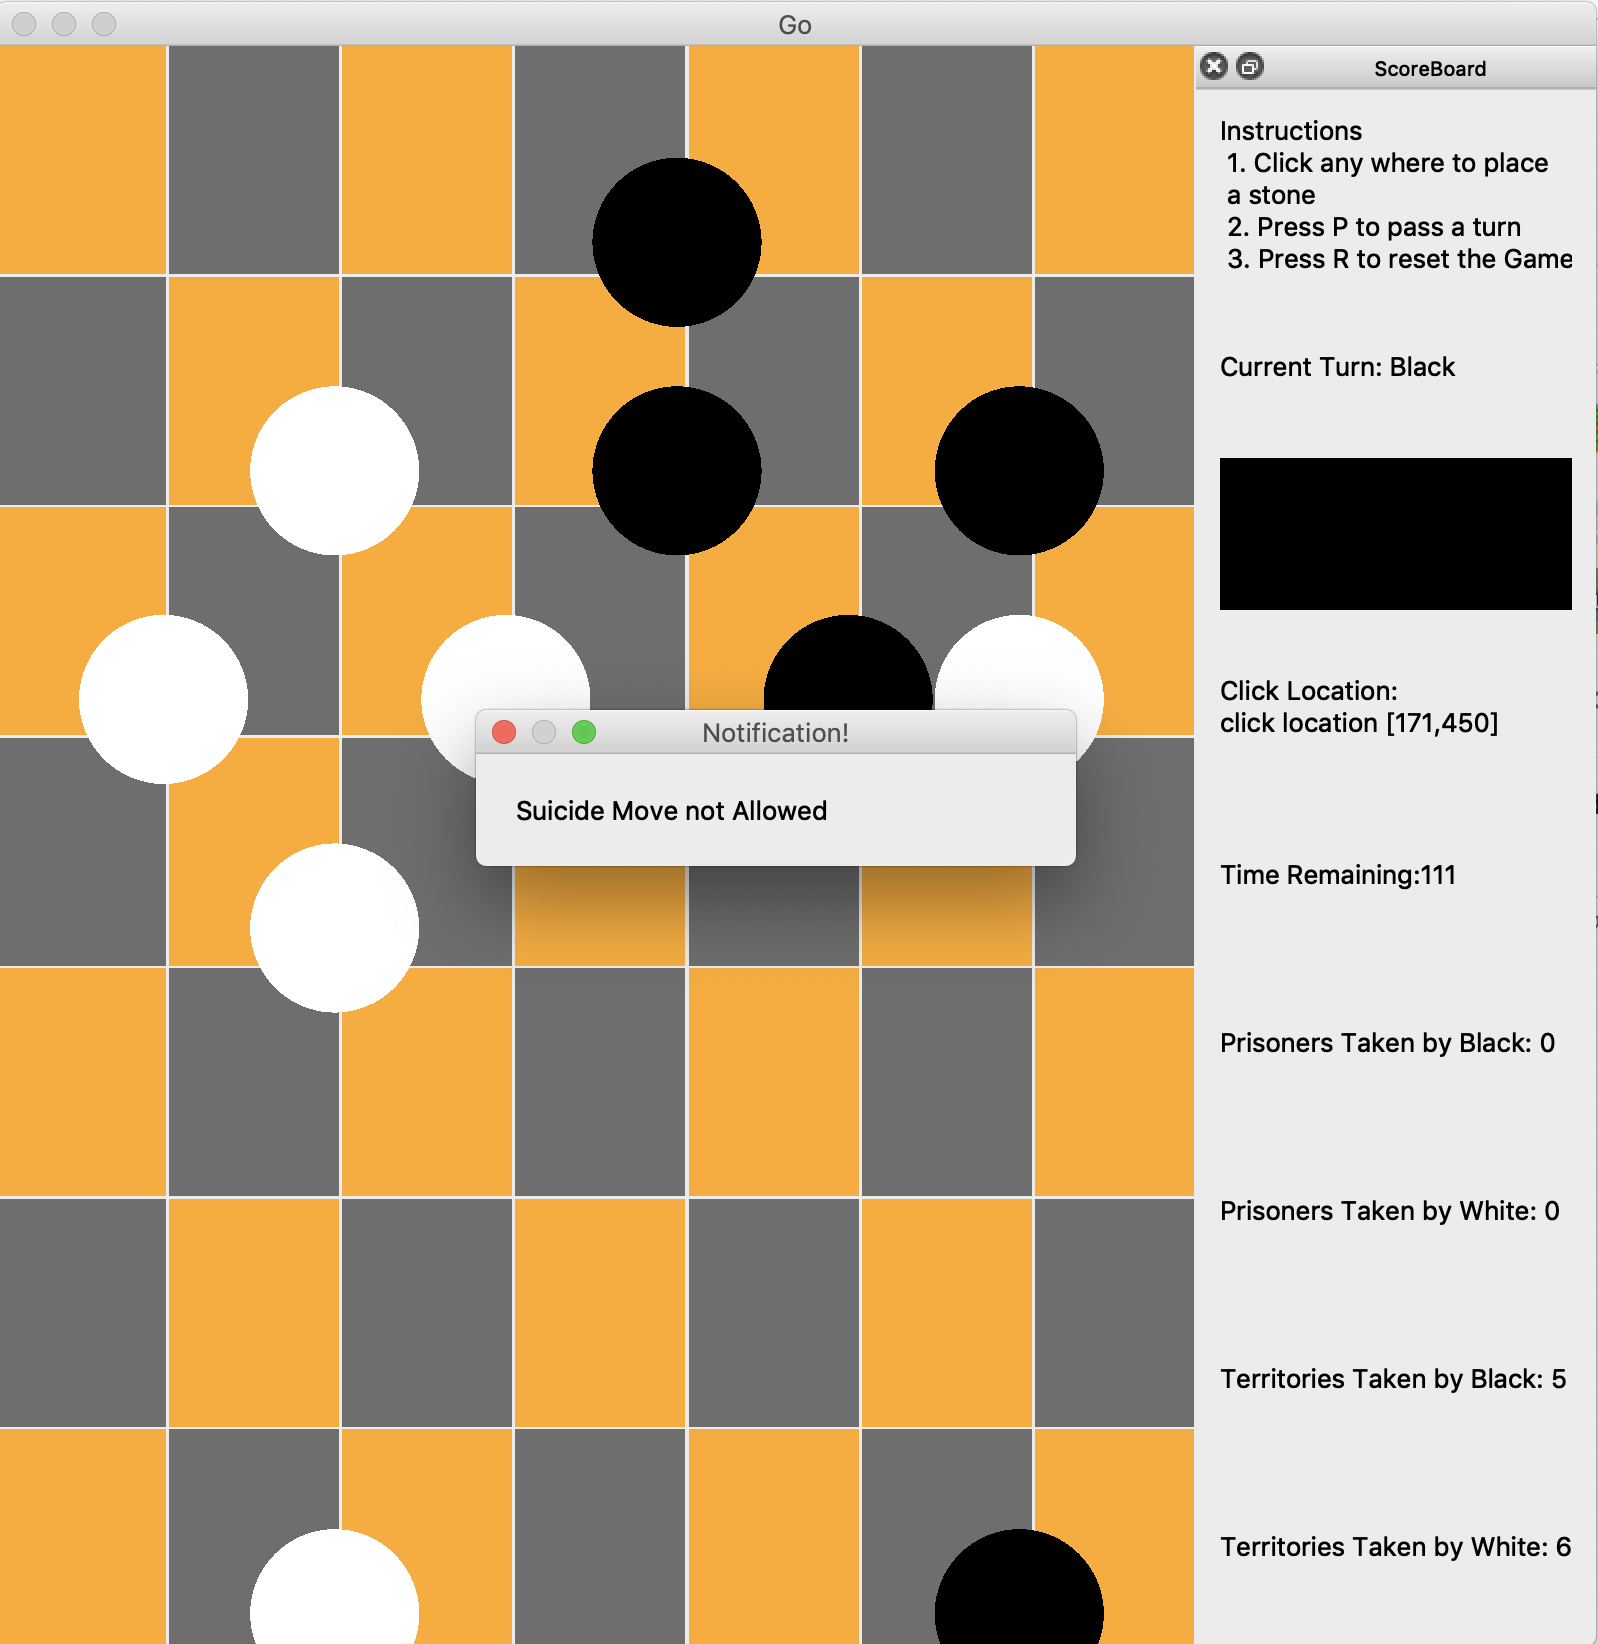 Go
ScoreBoard
Instructions
1. Click any where to place
a stone
2. Press P to pass a turn
3. Press R to reset the Game
Current Turn: Black
Click Location:
click location [171,450]
Notification!
Suicide Move not Allowed
Time Remaining:111
Prisoners Taken by Black: 0
Prisoners Taken by White: 0
Territories Taken by Black: 5
Territories Taken by White: 6